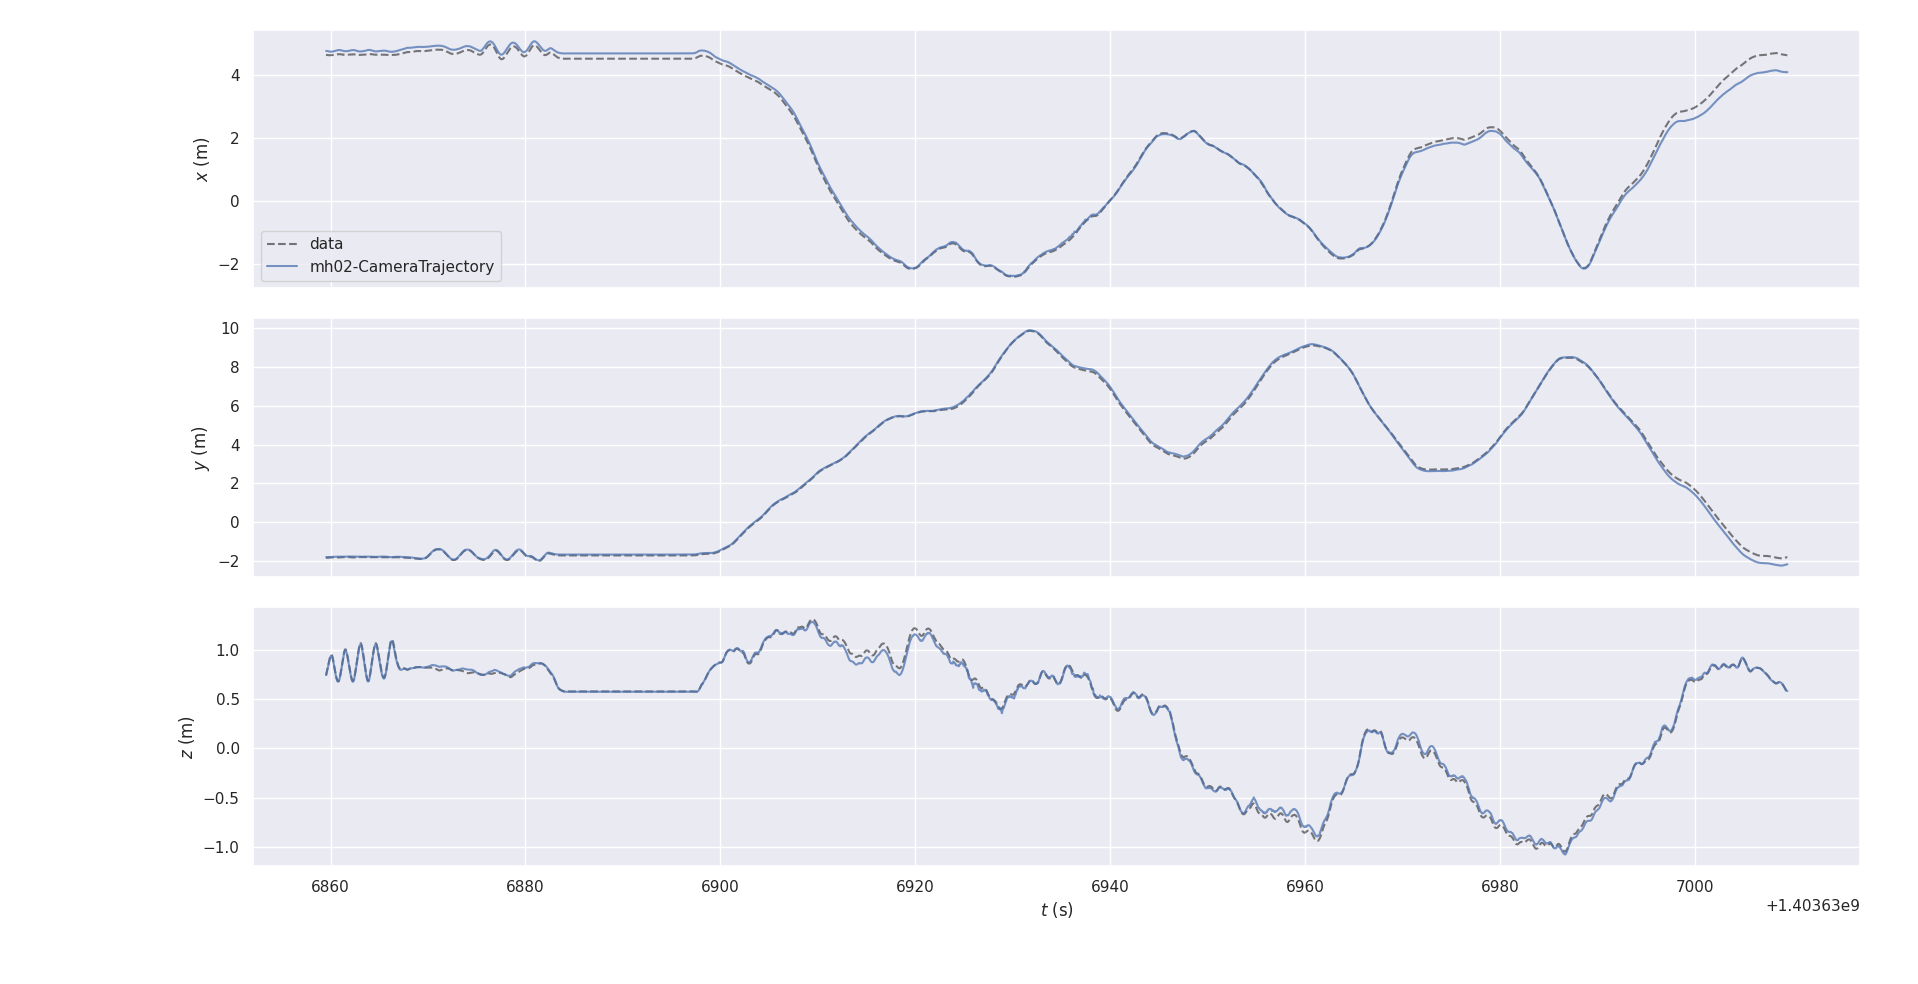 4
2
0
−2
x (m)
data
mh02-CameraTrajectory
10
8
6
4
2
0
−2
y (m)
1.0
0.5
0.0
−0.5
−1.0
z (m)
6860 6880 6900 6920 6940 6960 6980 7000
t (s)
+1.40363e9